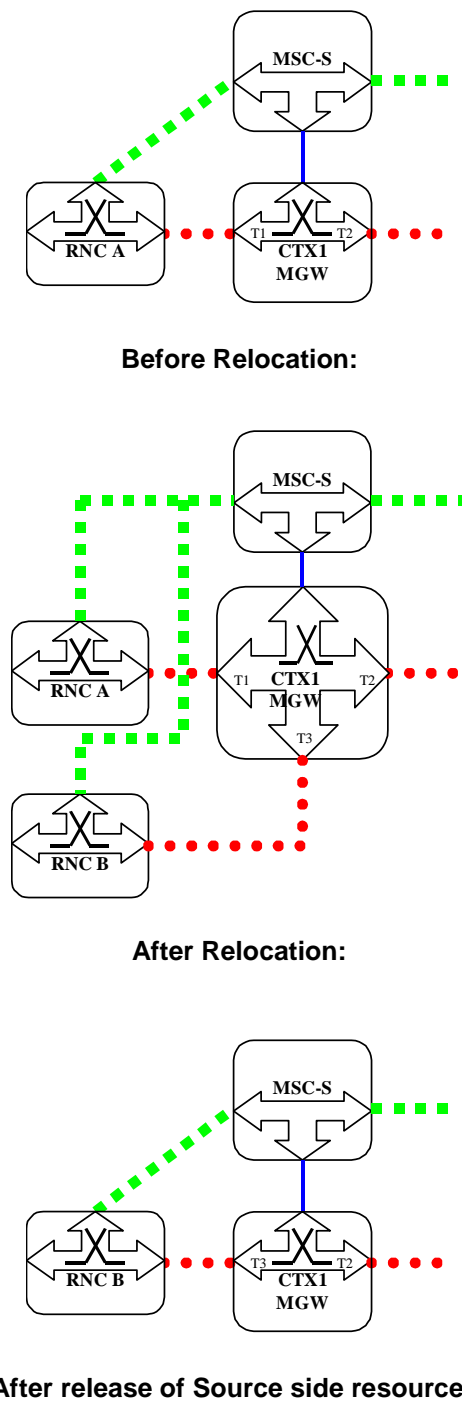 MSC-S
RNC A
T1
T2
CTX1
MGW
Before Relocation:
MSC-S
RNC A
T1
CTX1
T2
MGW
T3
RNC B
After Relocation:
MSC-S
RNC B
T3
T2
CTX1
MGW
After release of Source side resource